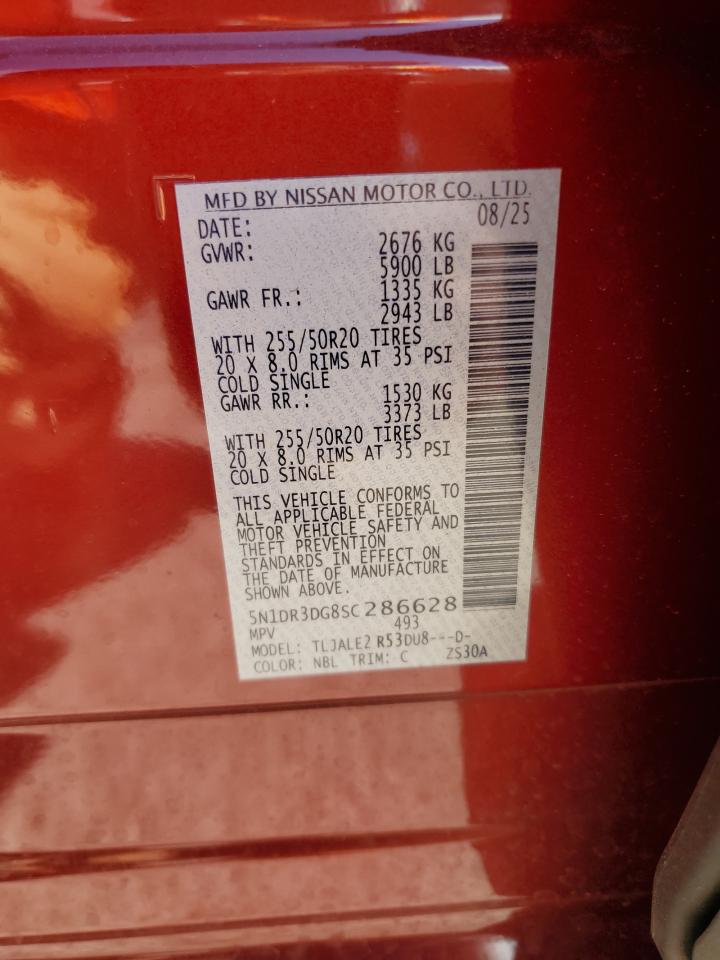 MFD BY NISSAN MOTOR CO., LTD.
DATE: 08/25
GVWR: 2676 KG
5900 LB
GAWR FR.: 1335 KG
2943 LB
WITH 255/50R20 TIRES
20 X 8.0 RIMS AT 35 PSI
COLD SINGLE
GAWR RR.: 1530 KG
3373 LB
WITH 255/50R20 TIRES
20 X 8.0 RIMS AT 35 PSI
COLD SINGLE
THIS VEHICLE CONFORMS TO
ALL APPLICABLE FEDERAL
MOTOR VEHICLE SAFETY AND
THEFT PREVENTION
STANDARDS IN EFFECT ON
THE DATE OF MANUFACTURE
SHOWN ABOVE.
5N1DR3DG8SC286628
MPV 493
MODEL: TLJALE2 R53DU8---D-
COLOR: NBL TRIM: C ZS30A